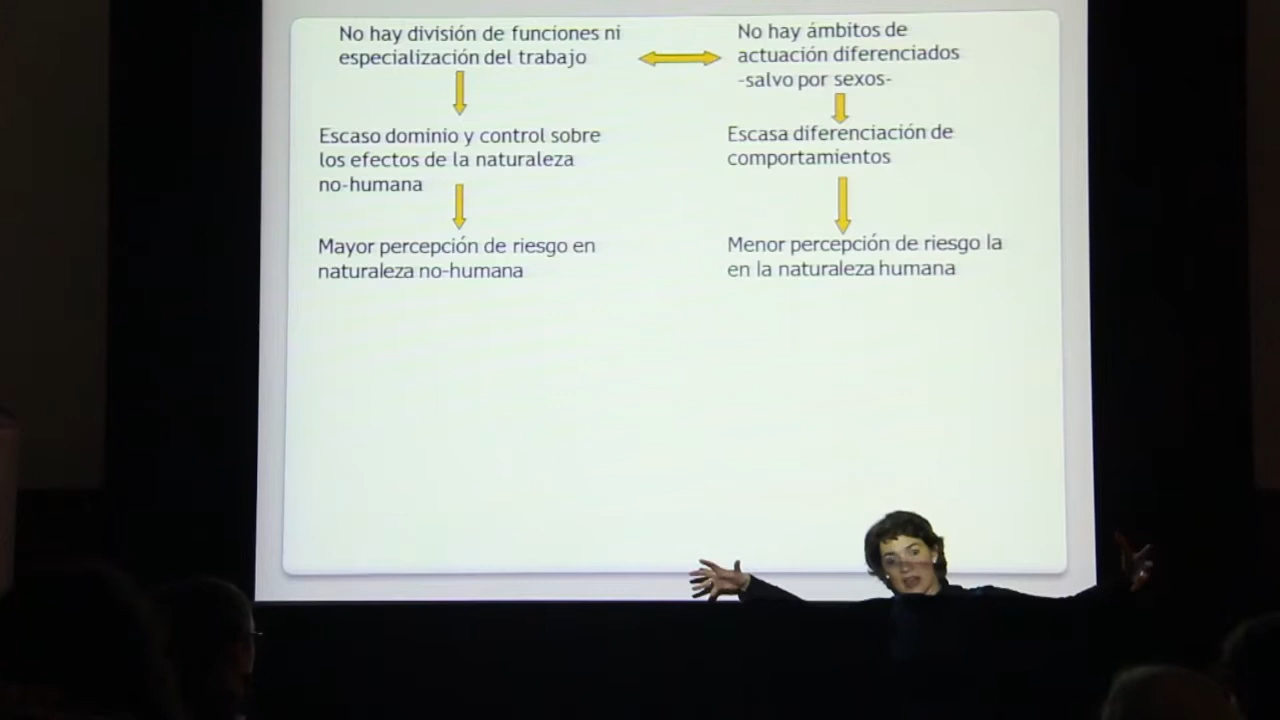 No hay división de funciones ni
especialización del trabajo
No hay ámbitos de
actuación diferenciados
-salvo por sexos-
Escaso dominio y control sobre
los efectos de la naturaleza
no-humana
Escasa diferenciación de
comportamientos
Mayor percepción de riesgo en
naturaleza no-humana
Menor percepción de riesgo la
en la naturaleza humana